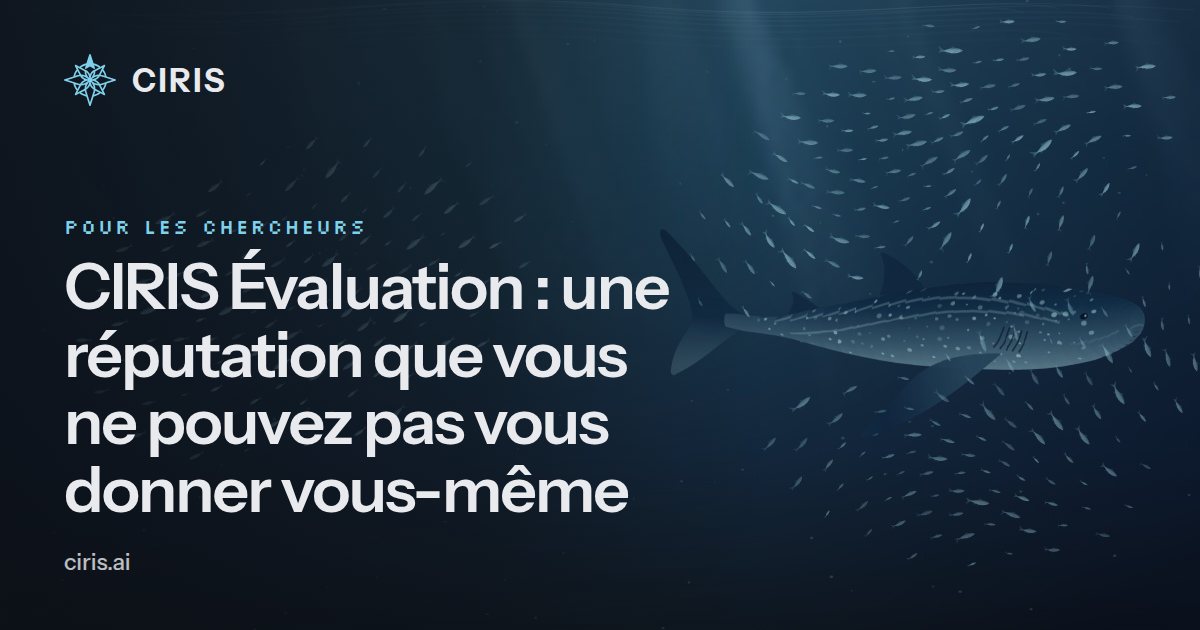 CIRIS
POUR LES CHERCHEURS
CIRIS Évaluation : une
réputation que vous
ne pouvez pas vous
donner vous-même
ciris.ai